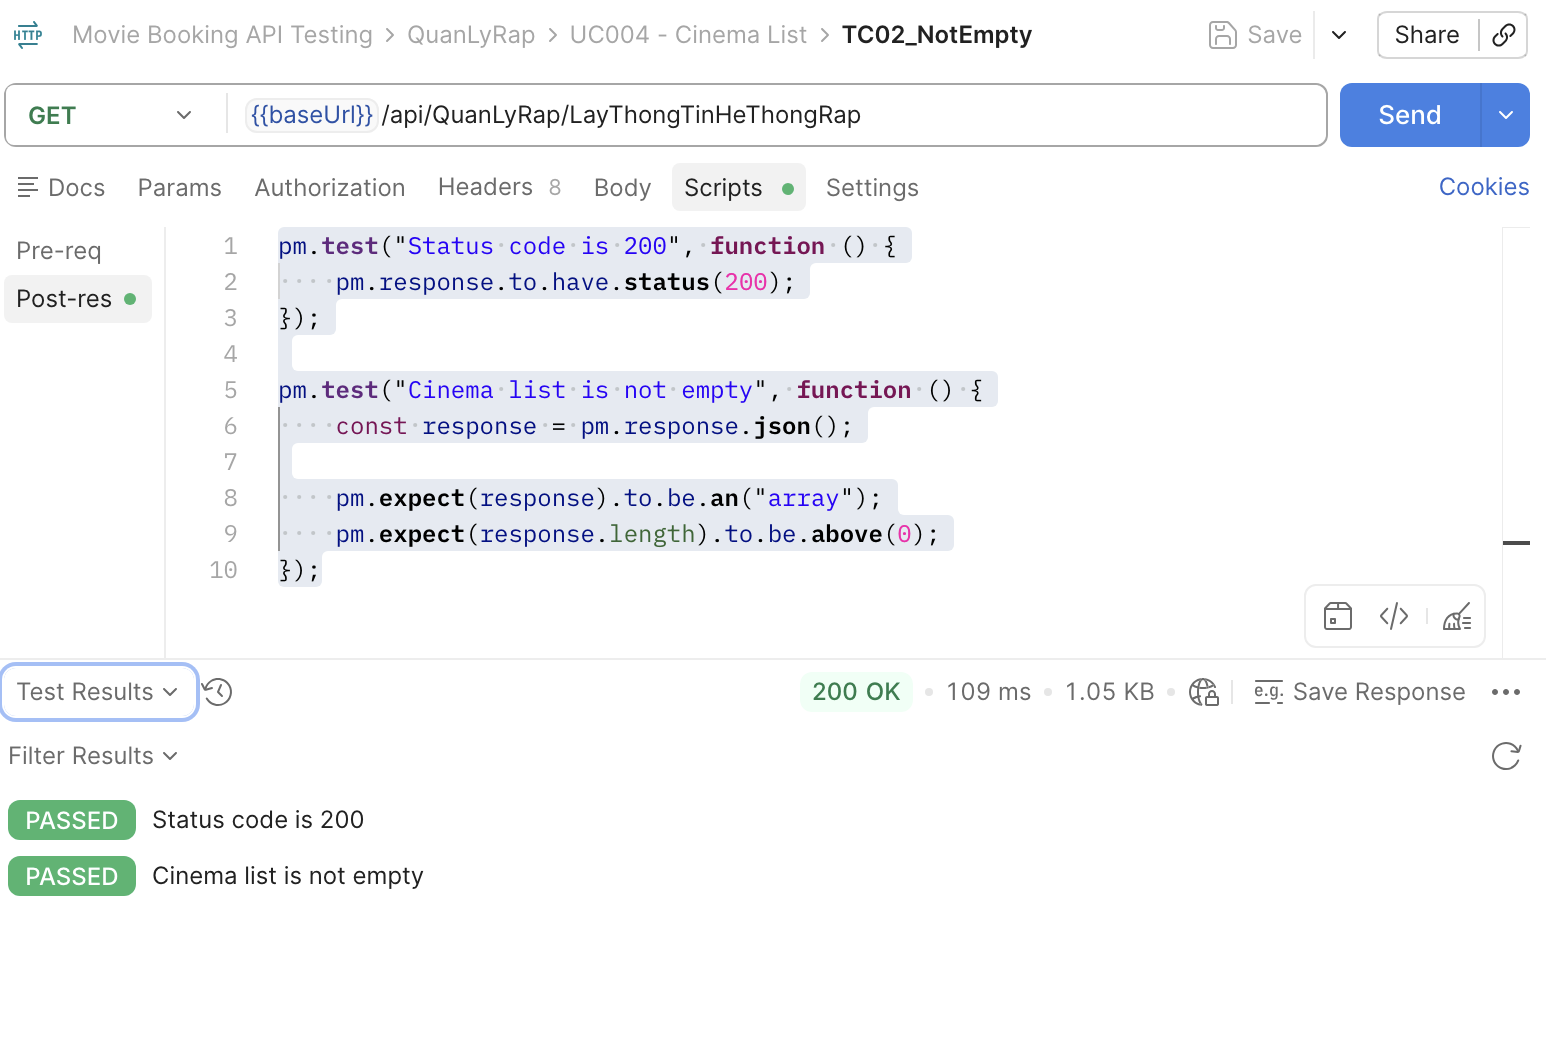 HTTP Movie Booking API Testing > QuanLyRap > UC004 - Cinema List > TC02_NotEmpty Save Share
GET {{baseUrl}}/api/QuanLyRap/LayThongTinHeThongRap Send
Docs Params Authorization Headers 8 Body Scripts Settings Cookies
Pre-req
Post-res
1 pm.test("Status code is 200", function () {
2 pm.response.to.have.status(200);
3 });
4
5 pm.test("Cinema list is not empty", function () {
6 const response = pm.response.json();
7
8 pm.expect(response).to.be.an("array");
9 pm.expect(response.length).to.be.above(0);
10 });
Test Results 200 OK 109 ms 1.05 KB e.g. Save Response
Filter Results
PASSED Status code is 200
PASSED Cinema list is not empty